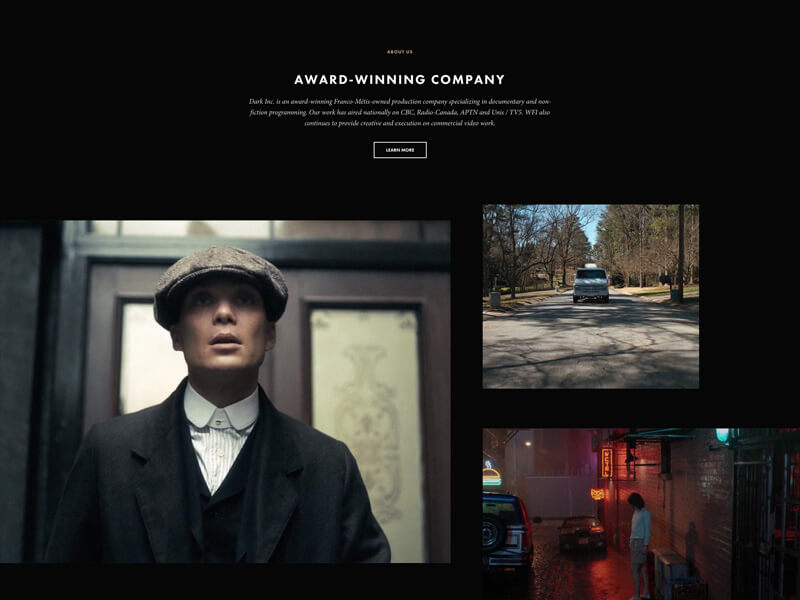 ABOUT US
AWARD-WINNING COMPANY
Dark Inc. is an award-winning Franco-Métis-owned production company specializing in documentary and non-
fiction programming. Our work has aired nationally on CBC, Radio-Canada, APTN and Unis / TV5. WFI also
continues to provide creative and execution on commercial video work.
LEARN MORE